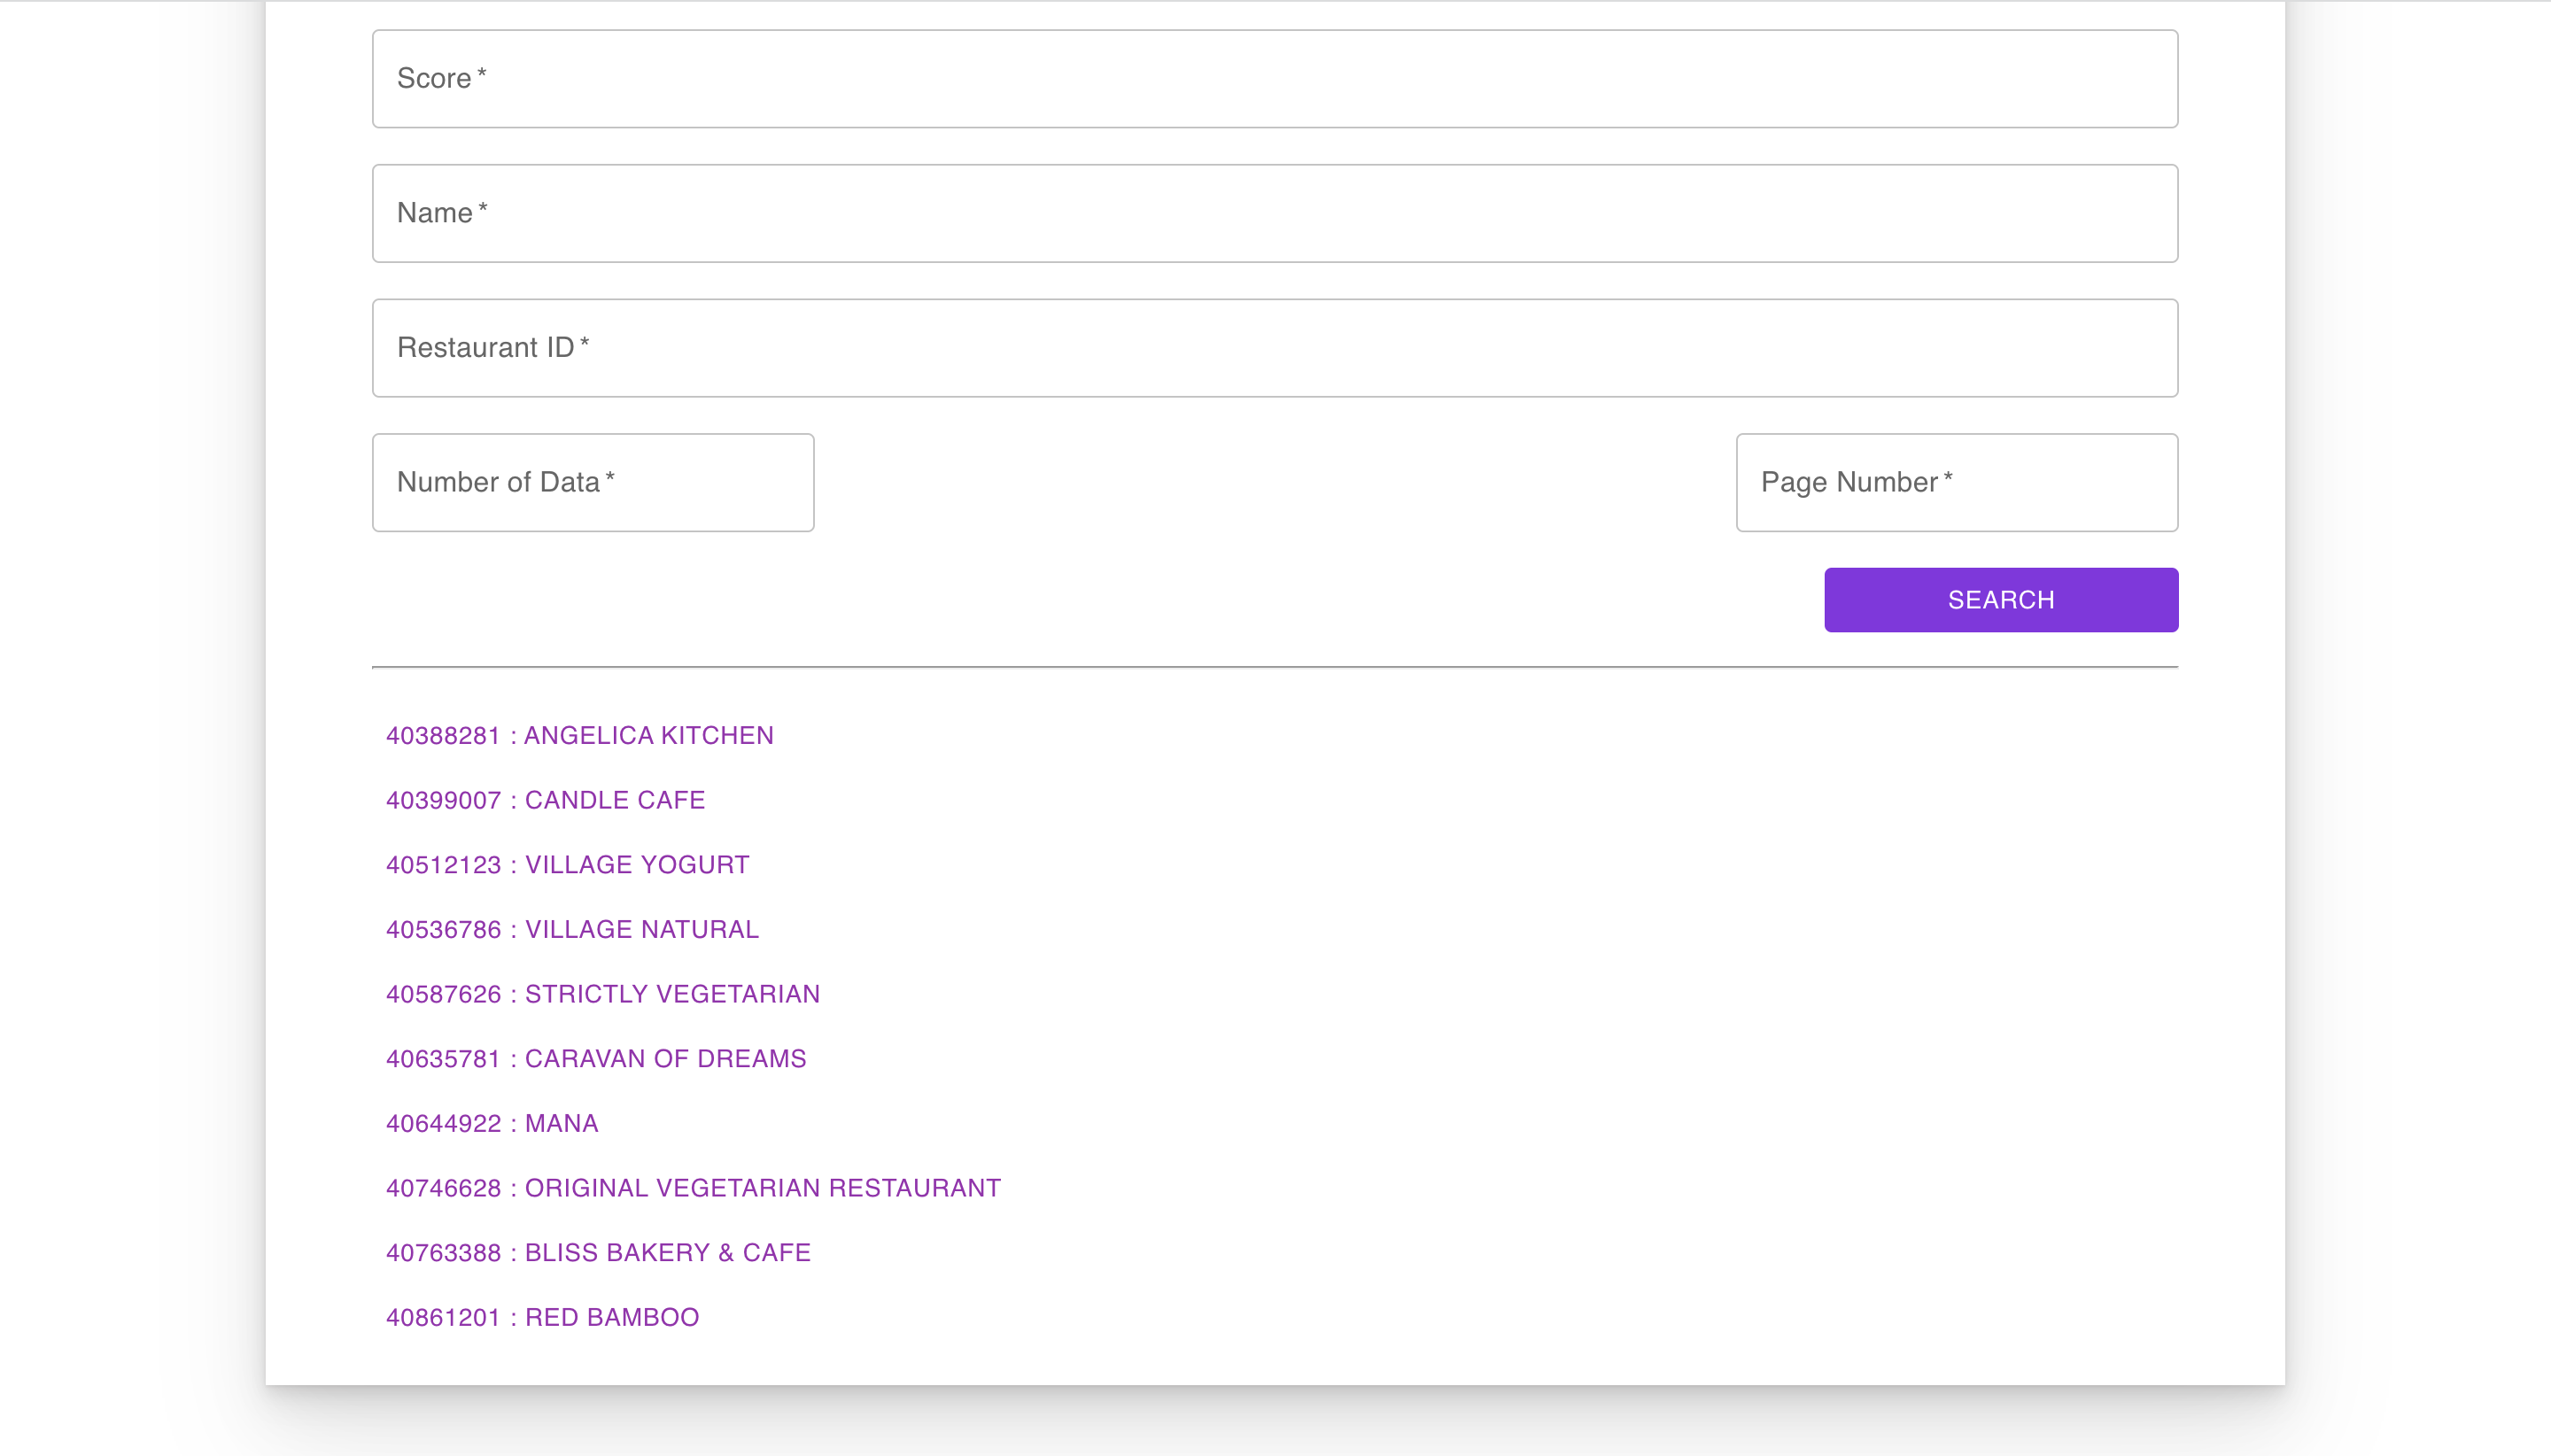 Score *
Name *
Restaurant ID *
Number of Data * Page Number *
SEARCH
40388281 : ANGELICA KITCHEN
40399007 : CANDLE CAFE
40512123 : VILLAGE YOGURT
40536786 : VILLAGE NATURAL
40587626 : STRICTLY VEGETARIAN
40635781 : CARAVAN OF DREAMS
40644922 : MANA
40746628 : ORIGINAL VEGETARIAN RESTAURANT
40763388 : BLISS BAKERY & CAFE
40861201 : RED BAMBOO